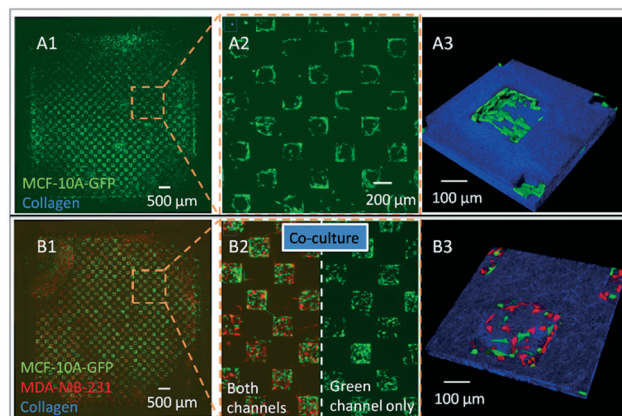 A1
A2
A3
MCF-10A-GFP
Collagen
500 µm
200 µm
100 µm
B1
B2
Co-culture
B3
MCF-10A-GFP
MDA-MB-231
Collagen
500 µm
Both
channels
Green
channel only
100 µm